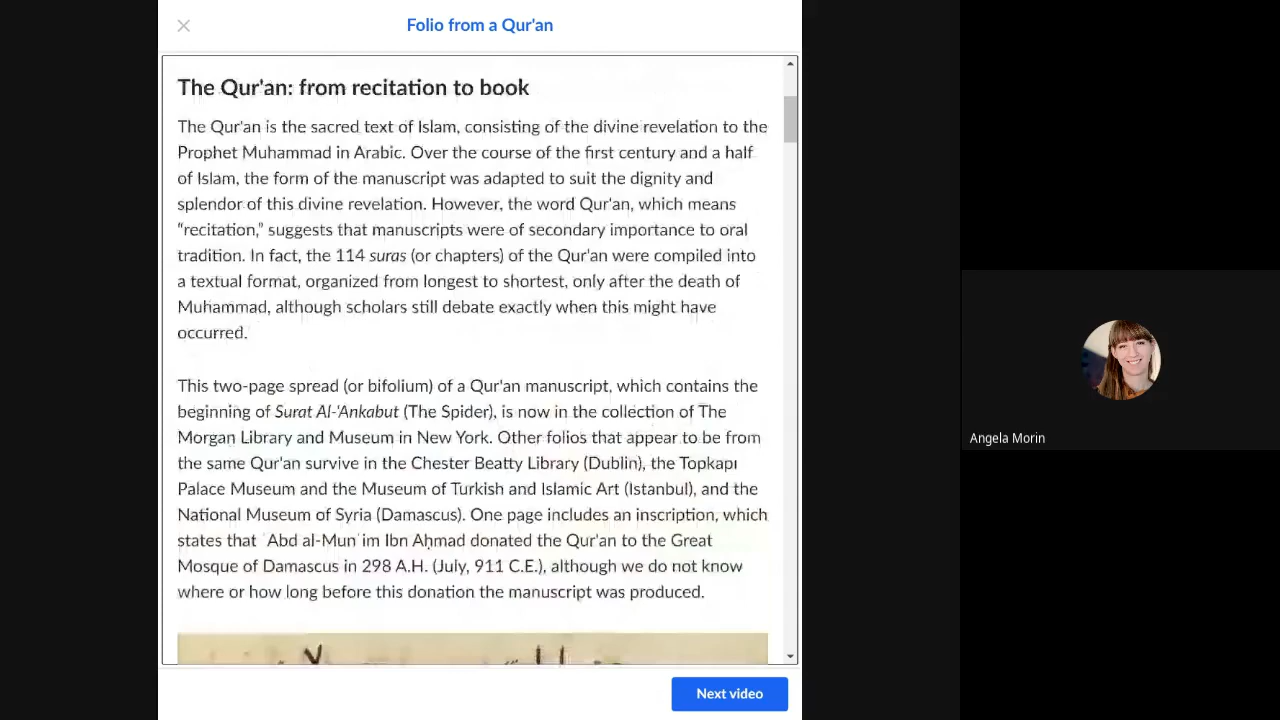 Folio from a Qur'an
The Qur'an: from recitation to book
The Qur'an is the sacred text of Islam, consisting of the divine revelation to the
Prophet Muhammad in Arabic. Over the course of the first century and a half
of Islam, the form of the manuscript was adapted to suit the dignity and
splendor of this divine revelation. However, the word Qur'an, which means
“recitation,” suggests that manuscripts were of secondary importance to oral
tradition. In fact, the 114 suras (or chapters) of the Qur'an were compiled into
a textual format, organized from longest to shortest, only after the death of
Muhammad, although scholars still debate exactly when this might have
occurred.
This two-page spread (or bifolium) of a Qur'an manuscript, which contains the
beginning of Surat Al-'Ankabut (The Spider), is now in the collection of The
Morgan Library and Museum in New York. Other folios that appear to be from
the same Qur'an survive in the Chester Beatty Library (Dublin), the Topkapı
Palace Museum and the Museum of Turkish and Islamic Art (Istanbul), and the
National Museum of Syria (Damascus). One page includes an inscription, which
states that ʿAbd al-Munʿim Ibn Aḥmad donated the Qur'an to the Great
Mosque of Damascus in 298 A.H. (July, 911 C.E.), although we do not know
where or how long before this donation the manuscript was produced.
Next video
Angela Morin